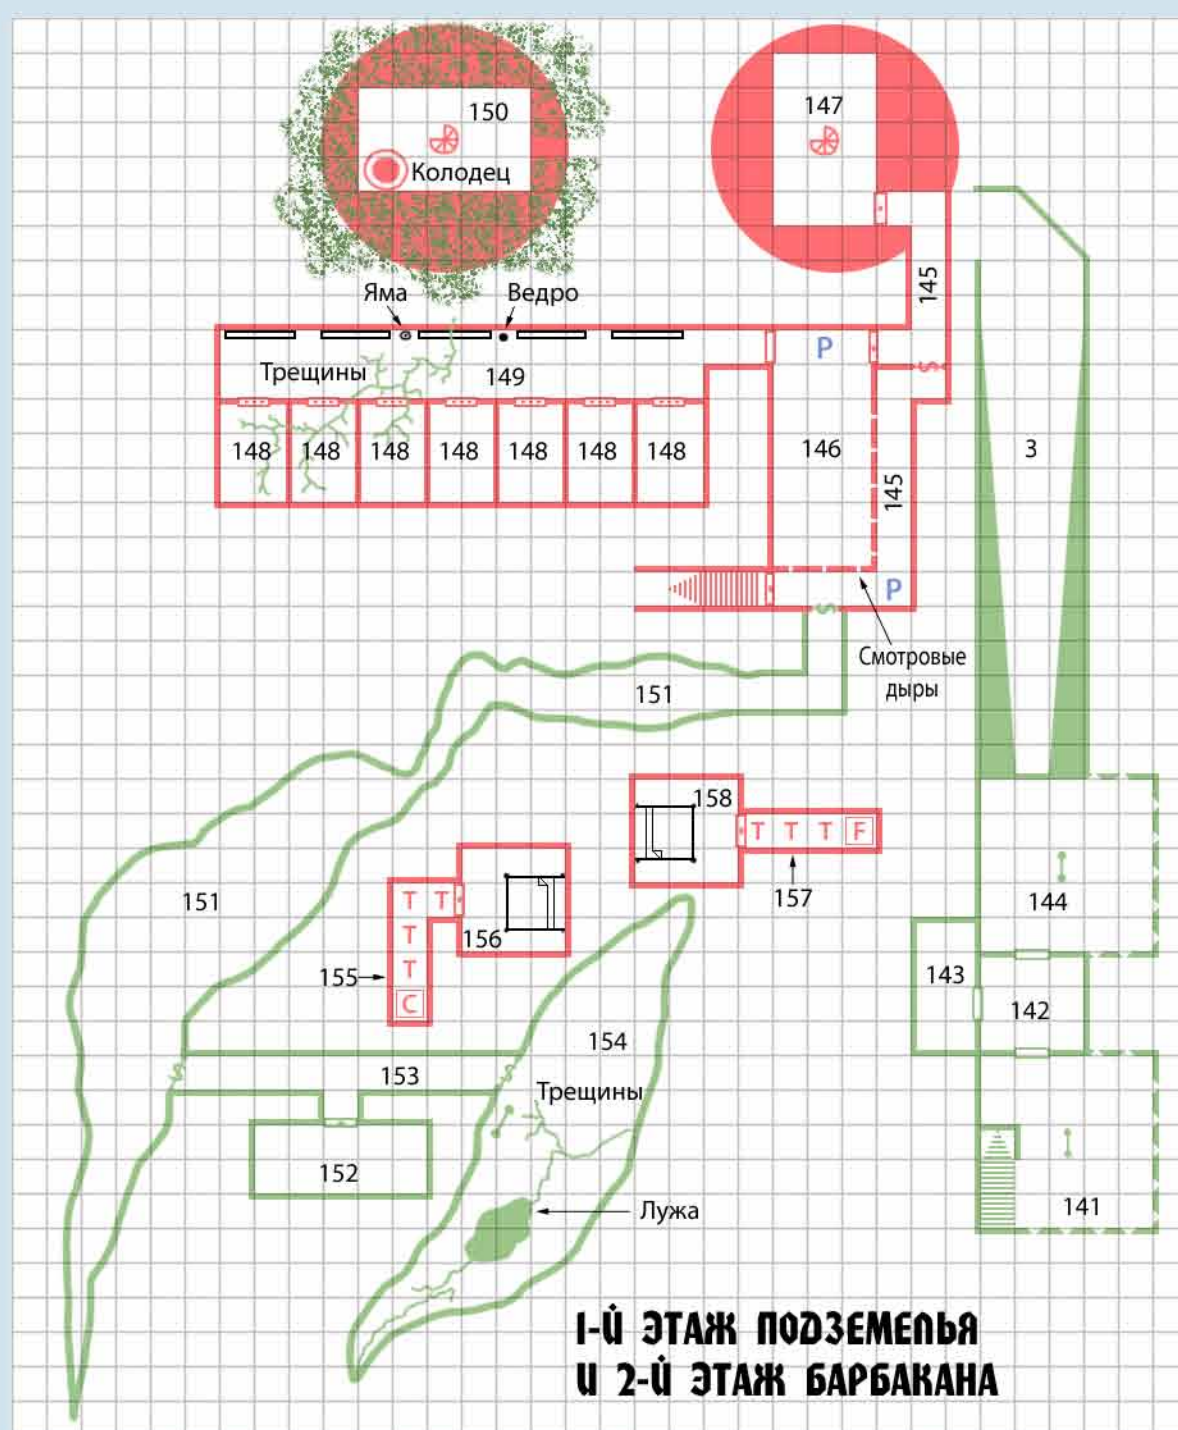 150
Колодец
147
145
Яма
Ведро
P
Трещины
149
148 148 148 148 148 148 148
146
3
145
P
Смотровые
дыры
151
158
T T T F
157
151
T T
T
T
C
156
155
144
143
142
154
153
Трещины
152
141
Лужа
1-Й ЭТАЖ ПОДЗЕМЕЛЬЯ
И 2-Й ЭТАЖ БАРБАКАНА
S
S
S
S